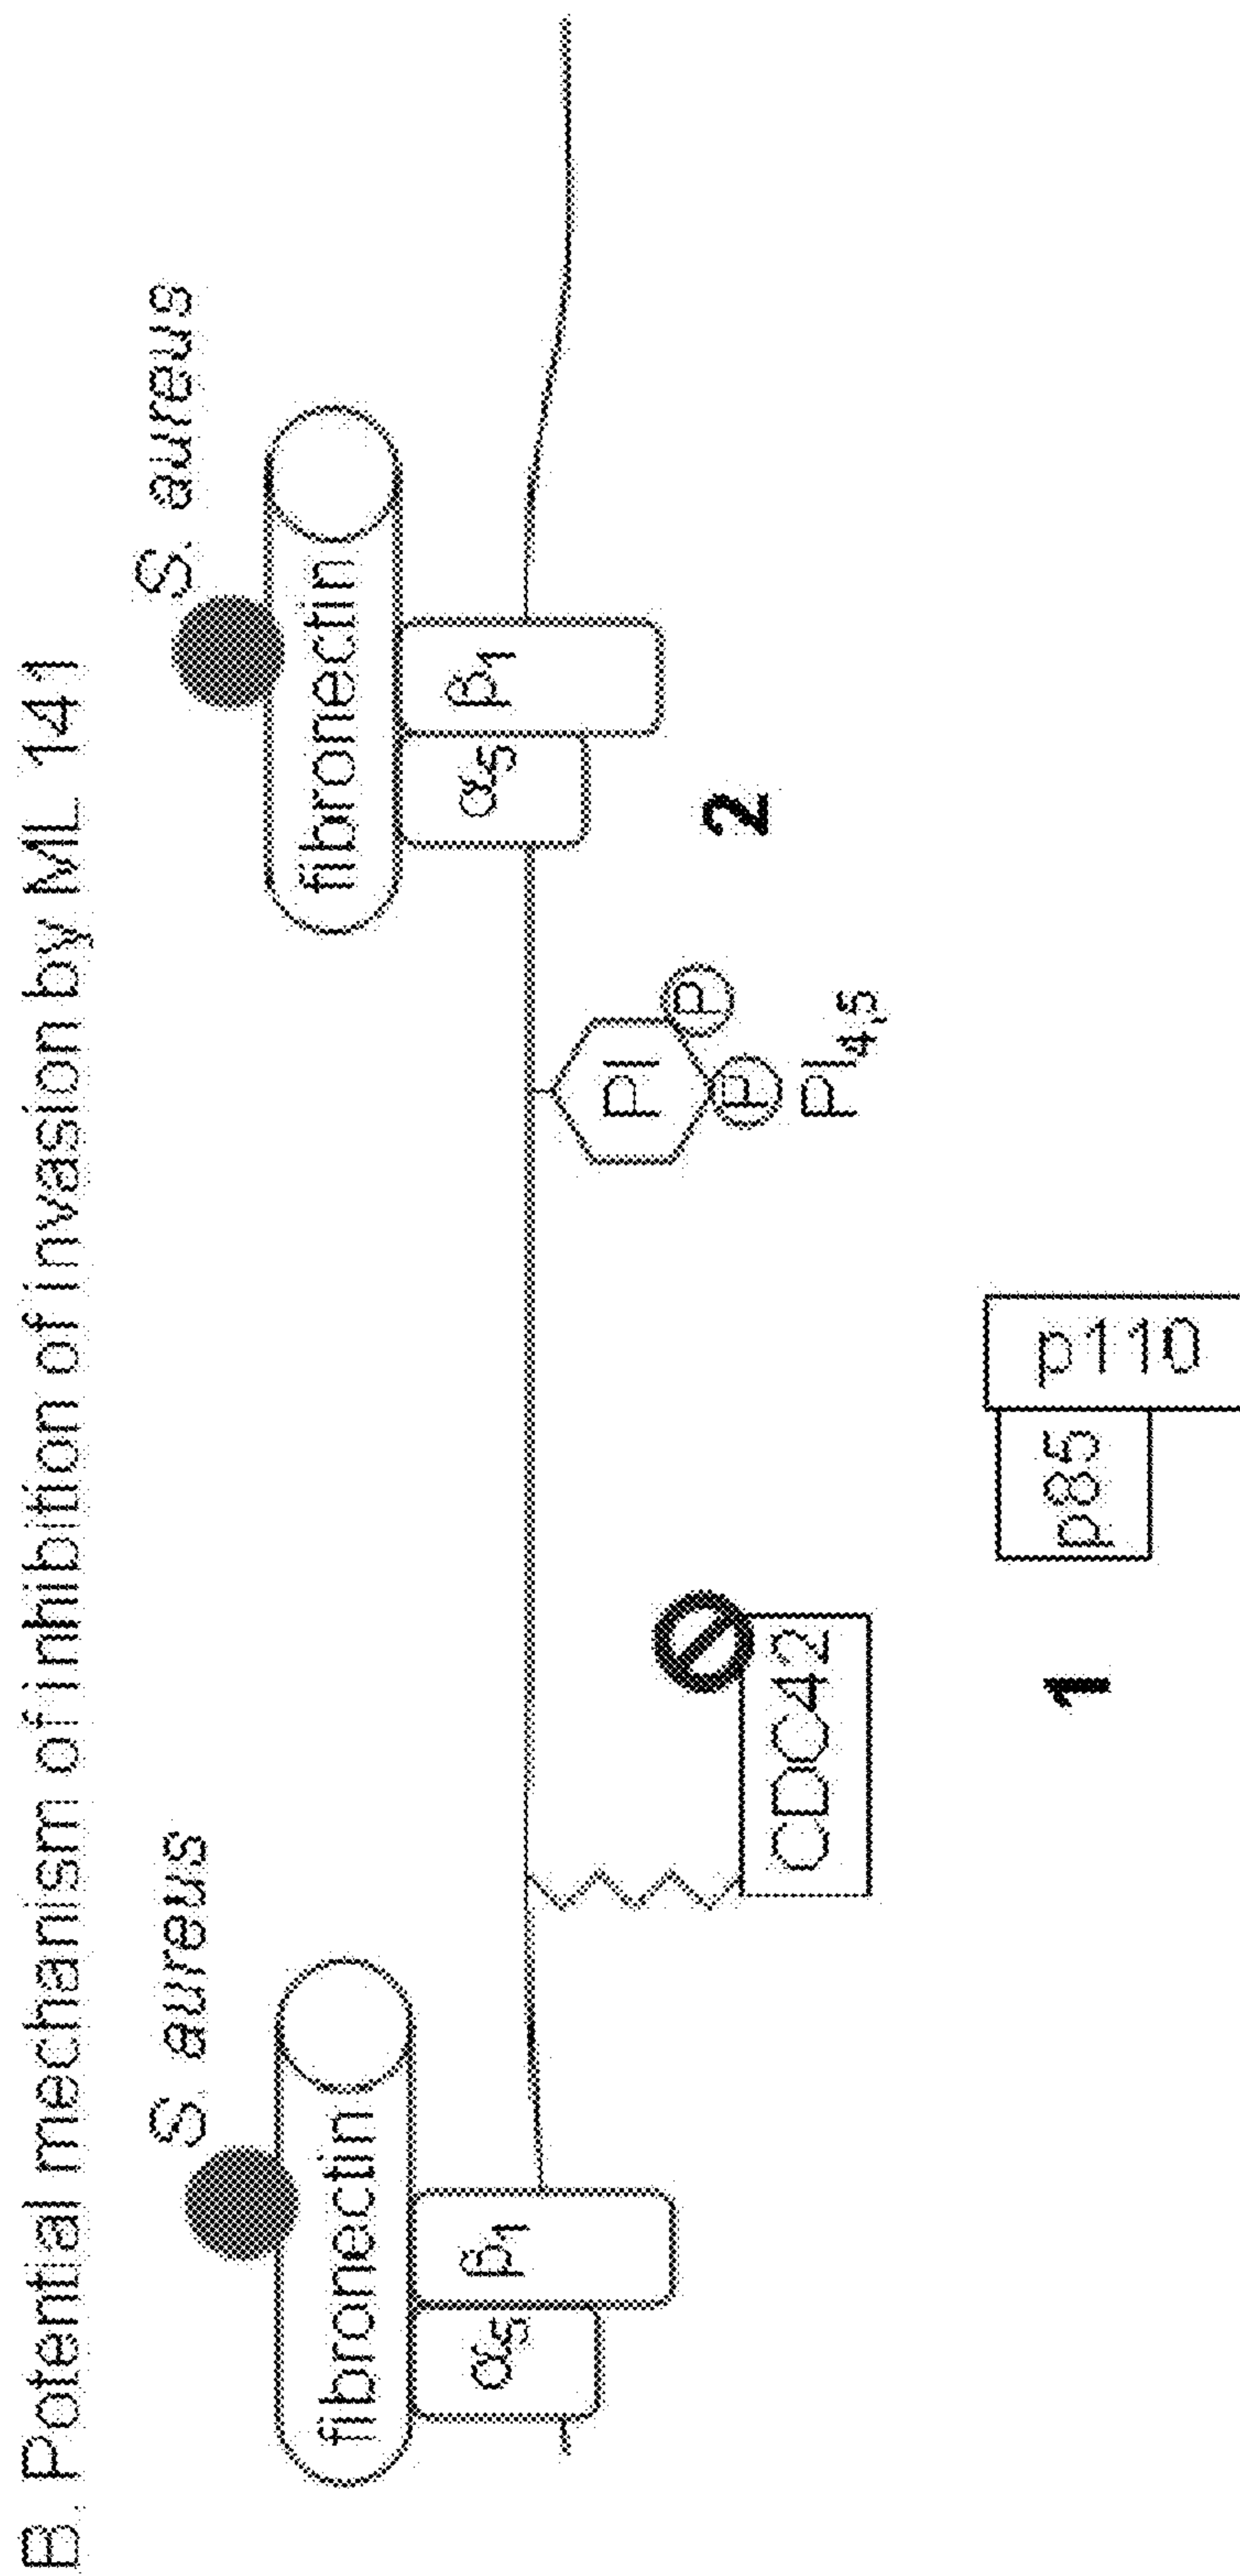 B. Potential mechanism of inhibition of invasion by ML 141
S. aureus
S. aureus
fibronectin
fibronectin
α5
β1
α5
β1
PI
P
P
PI4,5
CDC42
2
p85
p110
1